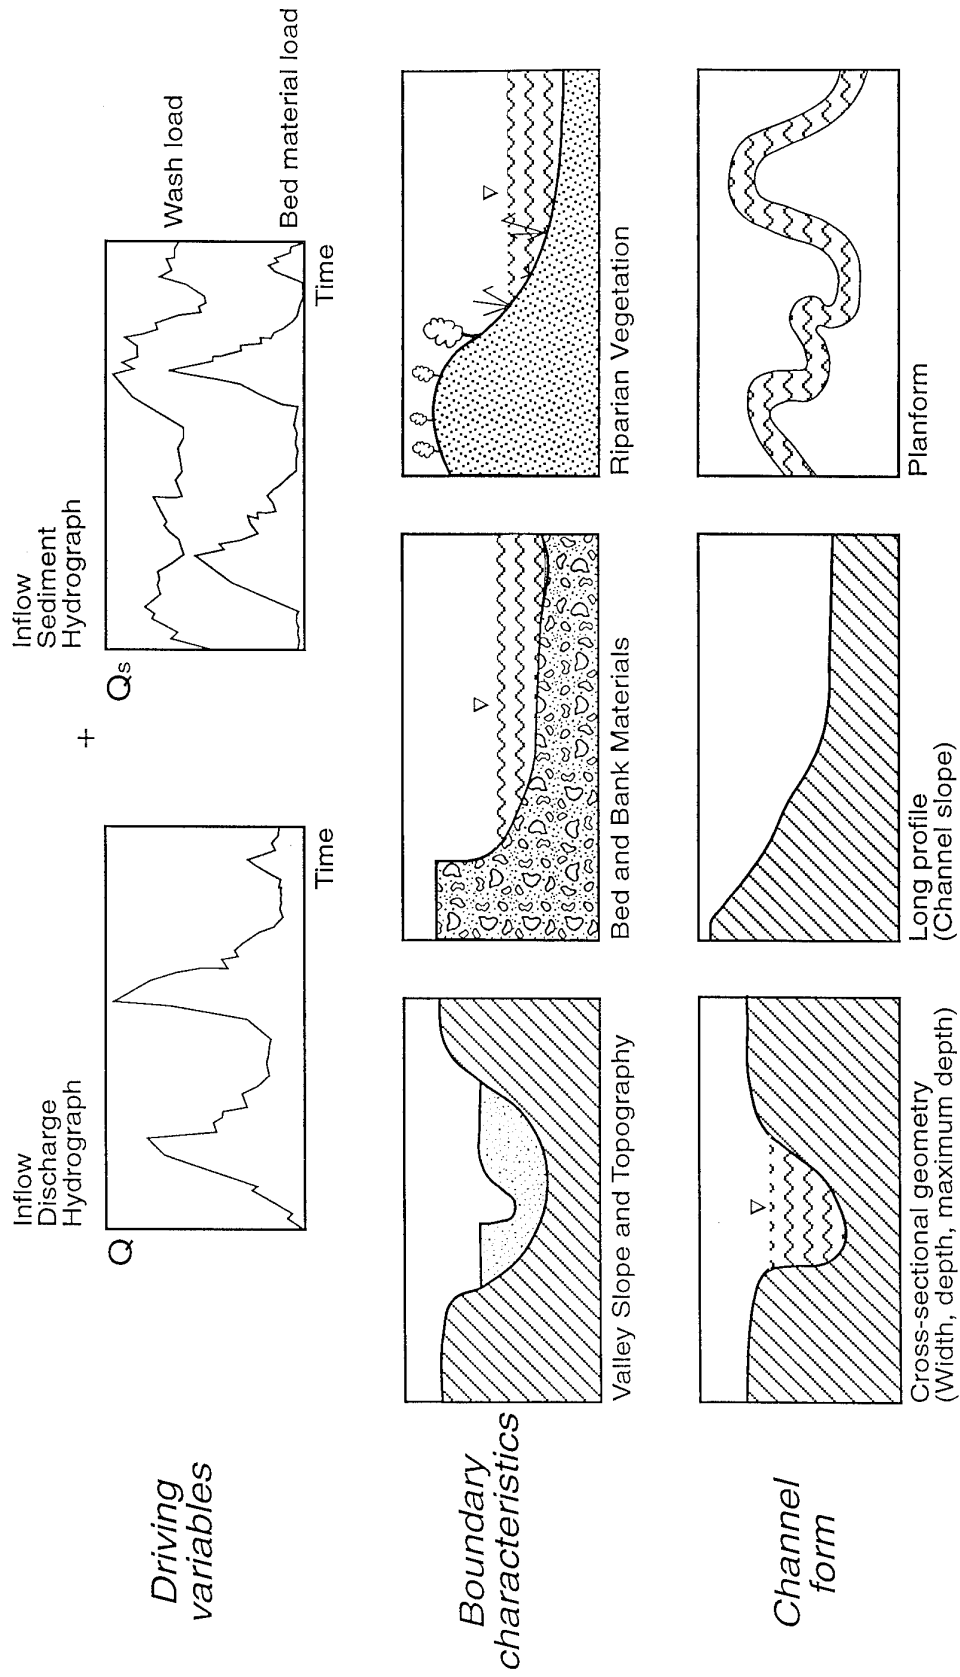 Driving
variables
Inflow
Discharge
Hydrograph
Q
Time
+
Inflow
Sediment
Hydrograph
Qs
Wash load
Bed material load
Time
Boundary
characteristics
Valley Slope and Topography
Bed and Bank Materials
Riparian Vegetation
Channel
form
Cross-sectional geometry
(Width, depth, maximum depth)
Long profile
(Channel slope)
Planform